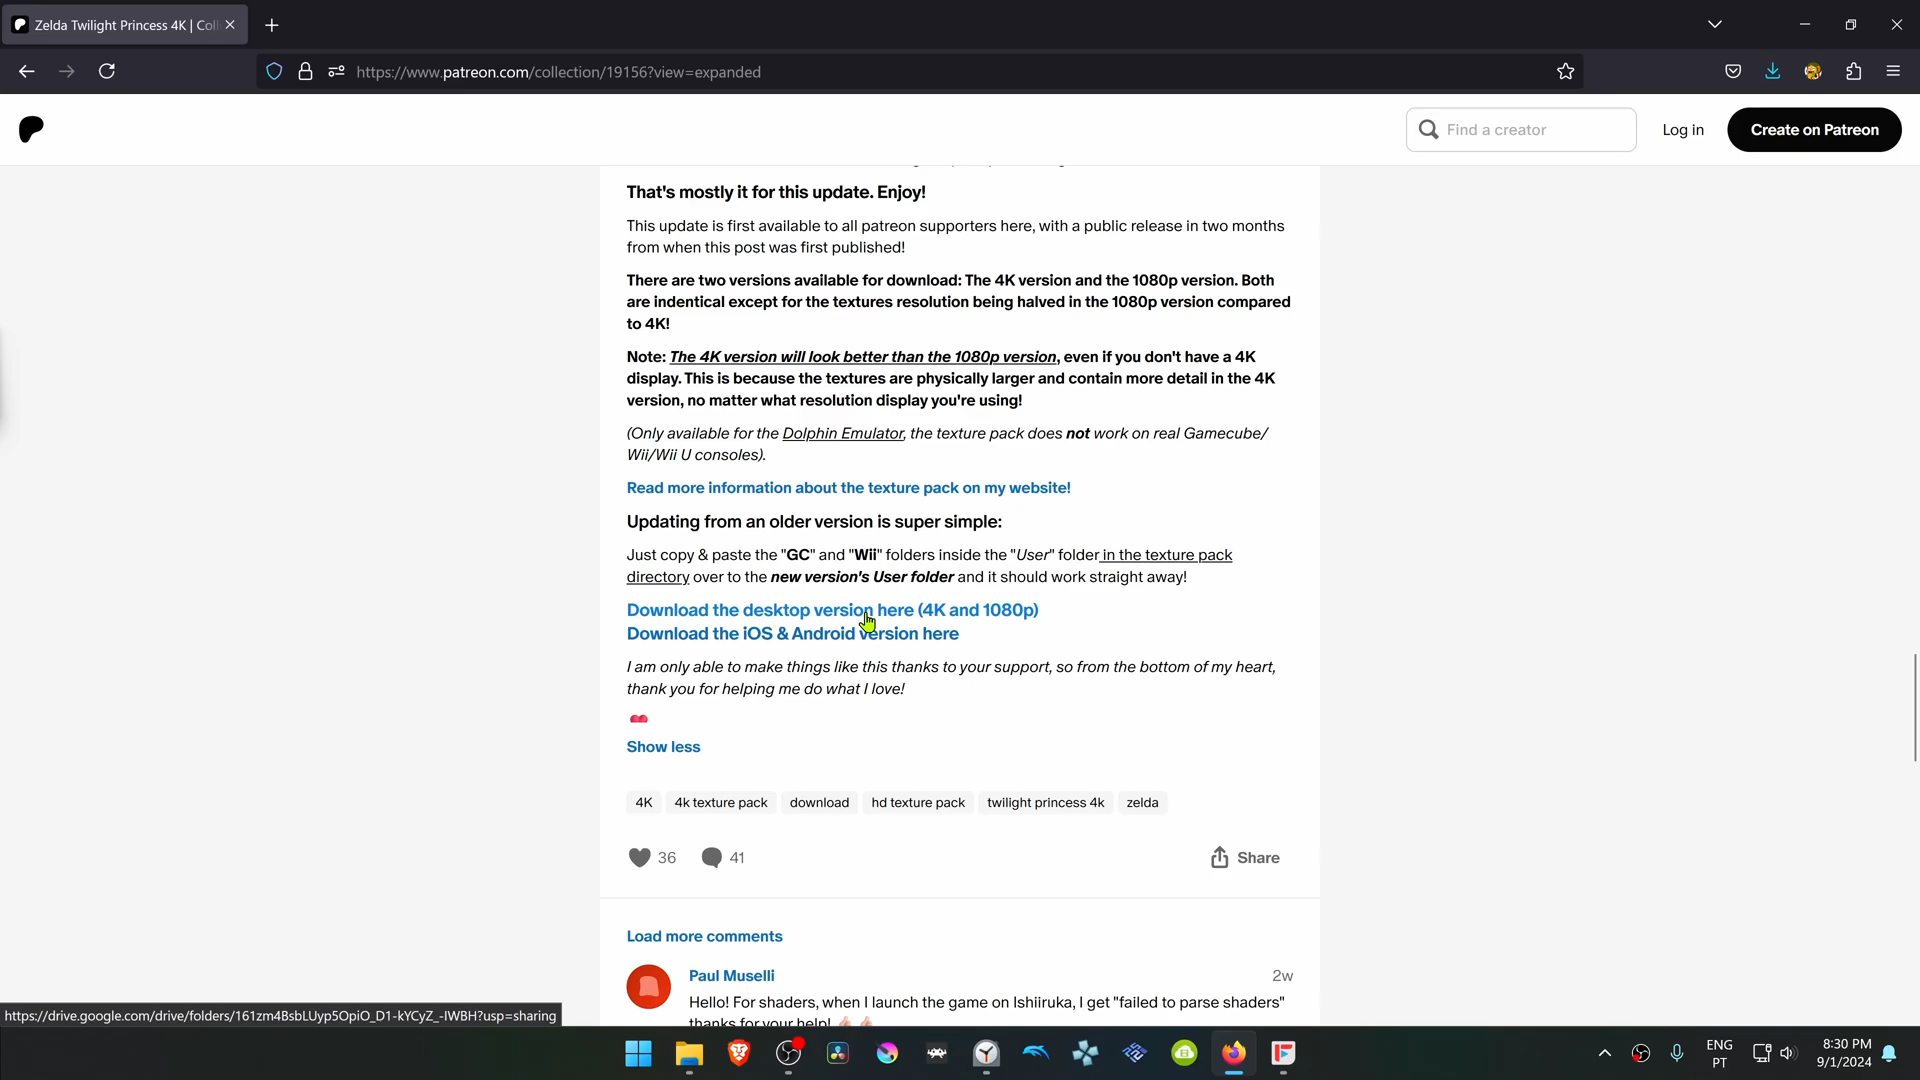 Zelda Twilight Princess 4K | Coll
https://www.patreon.com/collection/19156?view=expanded
Find a creator
Log in
Create on Patreon
That's mostly it for this update. Enjoy!
This update is first available to all patreon supporters here, with a public release in two months
from when this post was first published!
There are two versions available for download: The 4K version and the 1080p version. Both
are indentical except for the textures resolution being halved in the 1080p version compared
to 4K!
Note: The 4K version will look better than the 1080p version, even if you don't have a 4K
display. This is because the textures are physically larger and contain more detail in the 4K
version, no matter what resolution display you're using!
(Only available for the Dolphin Emulator, the texture pack does not work on real Gamecube/
Wii/Wii U consoles).
Read more information about the texture pack on my website!
Updating from an older version is super simple:
Just copy & paste the "GC" and "Wii" folders inside the "User" folder in the texture pack
directory over to the new version's User folder and it should work straight away!
Download the desktop version here (4K and 1080p)
Download the iOS & Android version here
I am only able to make things like this thanks to your support, so from the bottom of my heart,
thank you for helping me do what I love!
Show less
4K
4k texture pack
download
hd texture pack
twilight princess 4k
zelda
36
41
Share
Load more comments
Paul Muselli
2w
Hello! For shaders, when I launch the game on Ishiiruka, I get "failed to parse shaders"
thanks for your help!
https://drive.google.com/drive/folders/161zm4BsbLUyp5OpiO_D1-kYCyZ_-IWBH?usp=sharing
ENG
PT
8:30 PM
9/1/2024